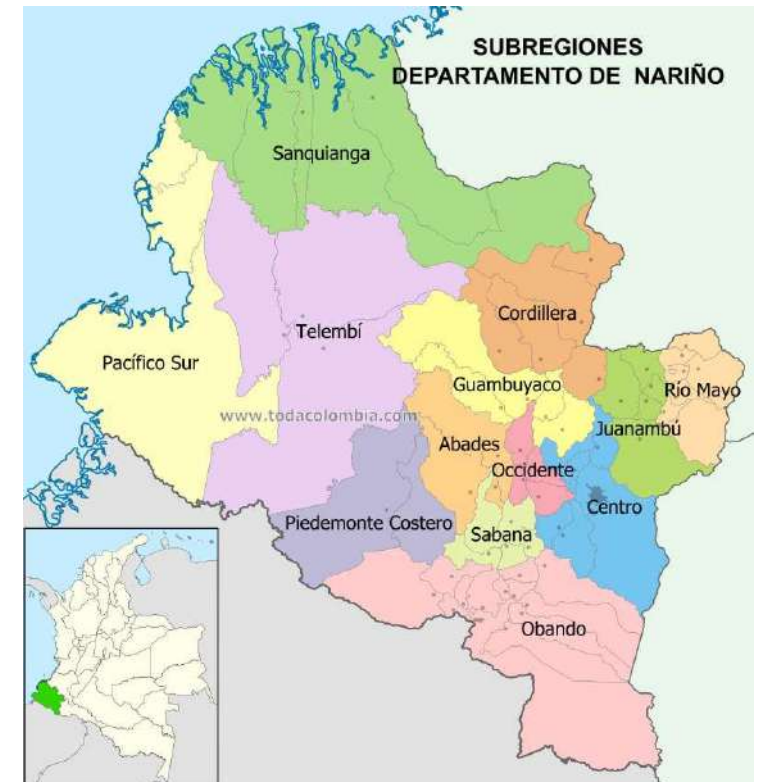 SUBREGIONES
DEPARTAMENTO DE NARIÑO
Sanquianga
Cordillera
Telembí
Pacífico Sur
Guambuyaco
Río Mayo
www.todacolombia.com
Juanambú
Abades
Occidente
Centro
Piedemonte Costero
Sabana
Obando